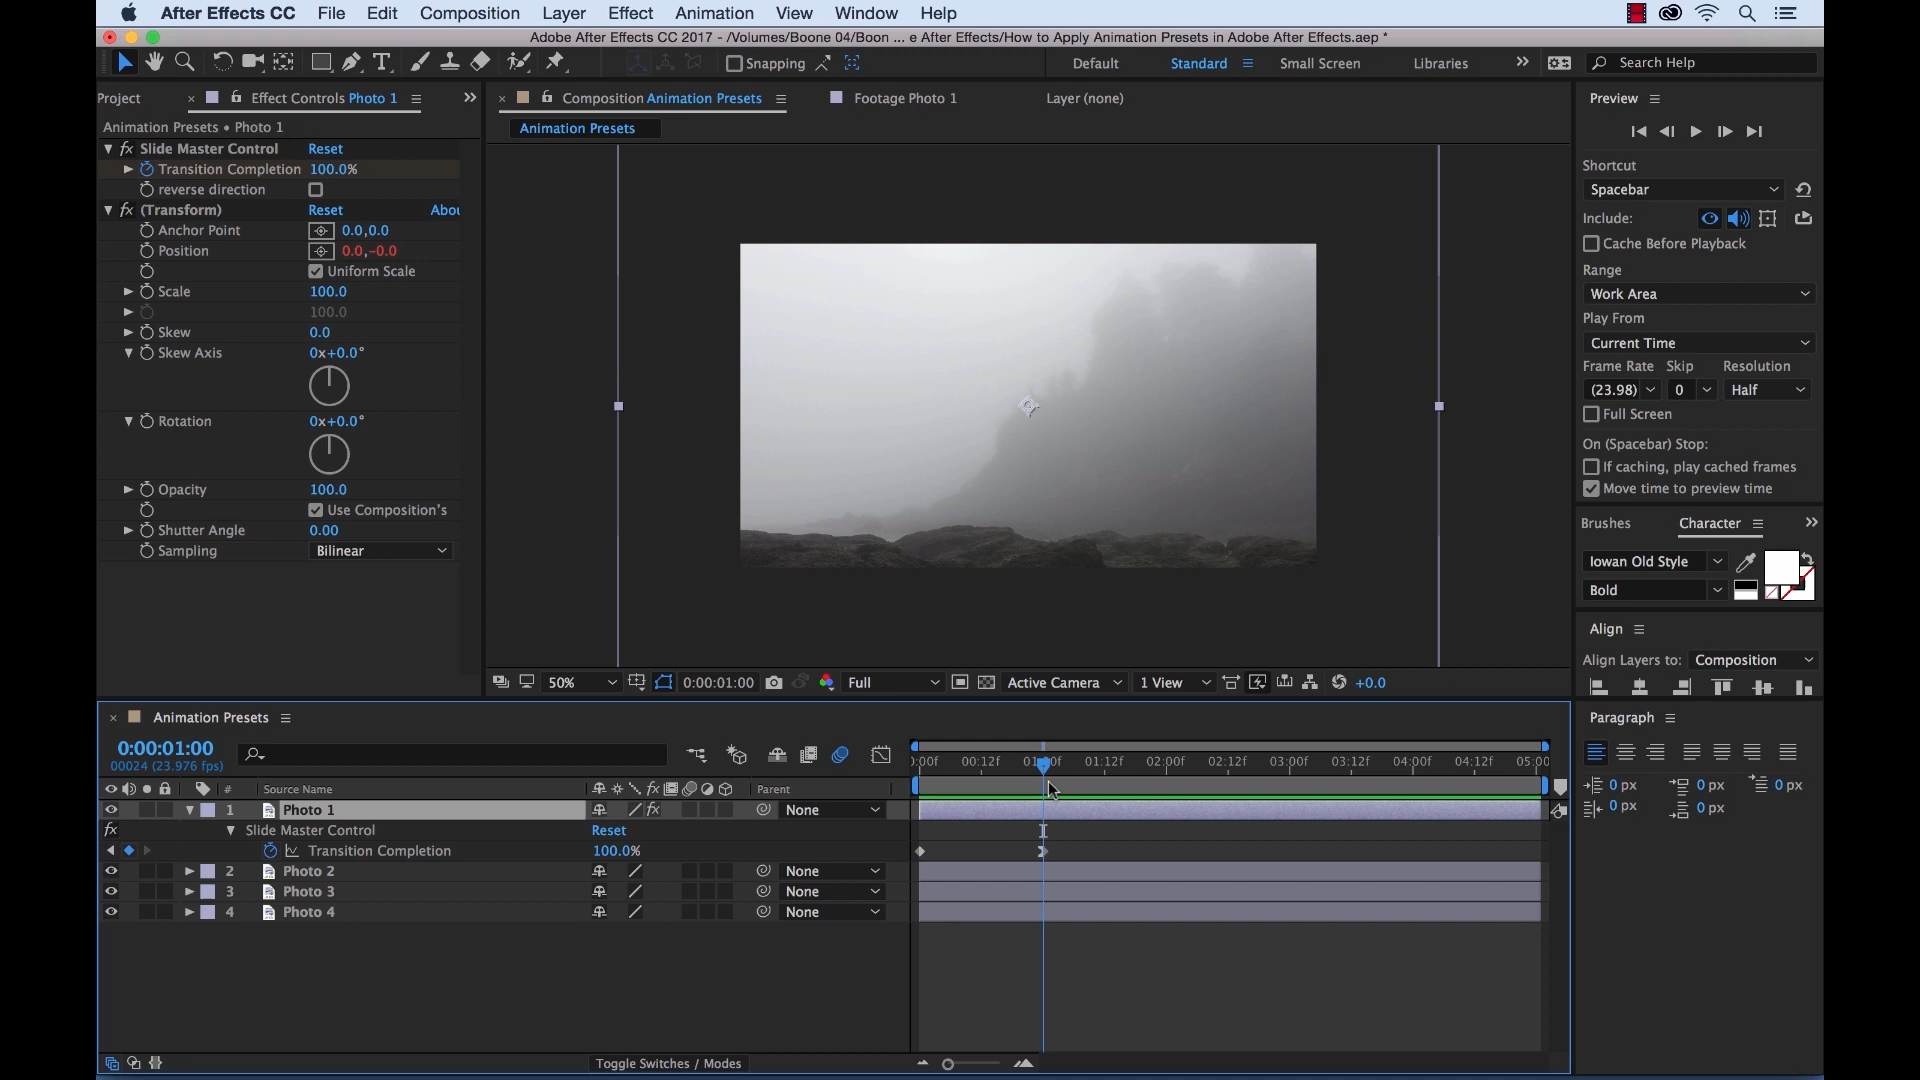 After Effects CC File Edit Composition Layer Effect Animation View Window Help
Adobe After Effects CC 2017 - /Volumes/Boone 04/Boon ... e After Effects/How to Apply Animation Presets in Adobe After Effects.aep *
Snapping Default Standard Small Screen Libraries Search Help
Project Effect Controls Photo 1 Composition Animation Presets Footage Photo 1 Layer (none)
Animation Presets • Photo 1
Animation Presets
Slide Master Control Reset
Transition Completion 100.0%
reverse direction
(Transform) Reset Abou
Anchor Point 0.0,0.0
Position 0.0,-0.0
Uniform Scale
Scale 100.0
100.0
Skew 0.0
Skew Axis 0x+0.0°
Rotation 0x+0.0°
Opacity 100.0
Use Composition's
Shutter Angle 0.00
Sampling Bilinear
50% 0:00:01:00 Full Active Camera 1 View +0.0
Preview
Shortcut
Spacebar
Include:
Cache Before Playback
Range
Work Area
Play From
Current Time
Frame Rate Skip Resolution
(23.98) 0 Half
Full Screen
On (Spacebar) Stop:
If caching, play cached frames
Move time to preview time
Brushes Character
Iowan Old Style
Bold
Align
Align Layers to: Composition
Paragraph
0 px 0 px 0 px
0 px 0 px
Animation Presets
0:00:01:00
00024 (23.976 fps)
):00f 00:12f 01:00f 01:12f 02:00f 02:12f 03:00f 03:12f 04:00f 04:12f 05:00
# Source Name fx Parent
1 Photo 1 fx None
fx Slide Master Control Reset
Transition Completion 100.0%
2 Photo 2 None
3 Photo 3 None
4 Photo 4 None
Toggle Switches / Modes